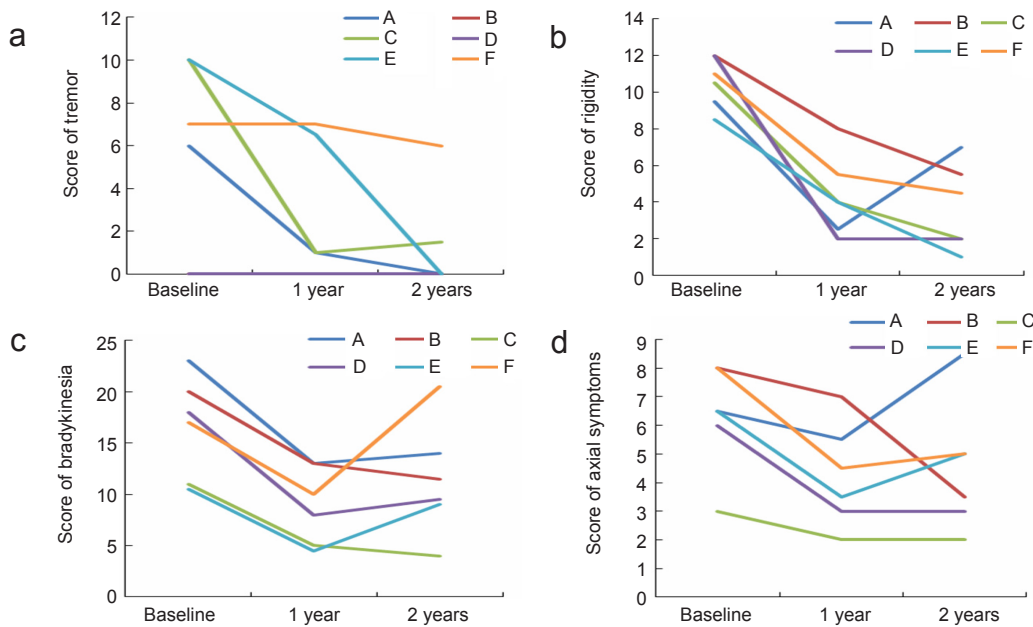 a
Score of tremor
12
10
8
6
4
2
0
A B
C D
E F
Baseline 1 year 2 years
b
Score of rigidity
14
12
10
8
6
4
2
0
A B C
D E F
Baseline 1 year 2 years
c
Score of bradykinesia
25
20
15
10
5
0
A B C
D E F
Baseline 1 year 2 years
d
Score of axial symptoms
9
8
7
6
5
4
3
2
1
0
A B C
D E F
Baseline 1 year 2 years